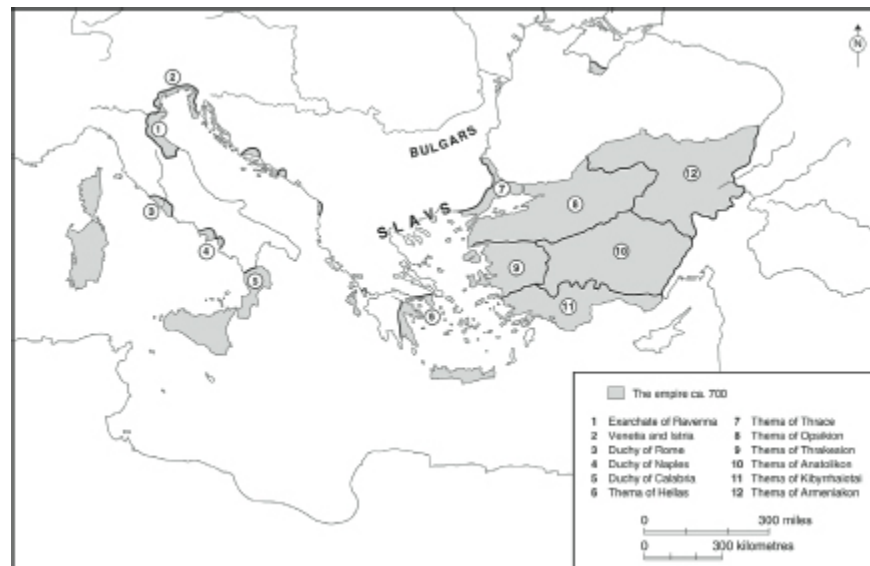 N
2
1
BULGARS
12
7
8
3
SLAVS
4
10
9
5
11
6
The empire ca. 700
1 Exarchate of Ravenna
2 Venetia and Istria
3 Duchy of Rome
4 Duchy of Naples
5 Duchy of Calabria
6 Thema of Hellas
7 Thema of Thrace
8 Thema of Opsikion
9 Thema of Thrakesion
10 Thema of Anatolikon
11 Thema of Kibyrrhaiotai
12 Thema of Armeniakon
0 300 miles
0 300 kilometres